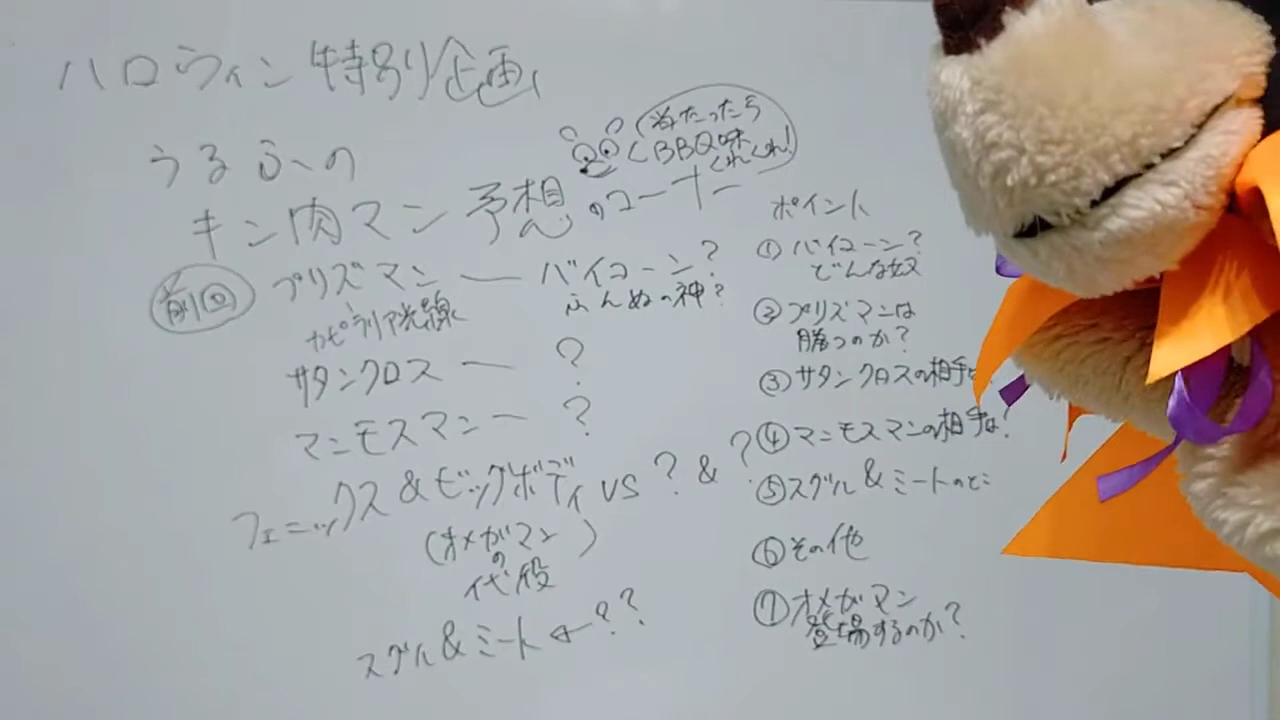 ハロウィン特別企画
うるふの
キン肉マン予想のコーナー
当たったら
BBQ味
くれくれ!
前回 プリズマン ― バイコーン?
カピラリア光線 ふんぬの神?
サタンクロス ― ?
マンモスマン ― ?
フェニックス&ビッグボディ vs ? & ?
(オメガマン
の
代役)
スグル&ミート ← ??
ポイント
① バイコーン?
どんな奴
② プリズマンは
勝つのか?
③ サタンクロスの相手は
④ マンモスマンの相手は?
⑤ スグル&ミートのとこ
⑥ その他
⑦ オメガマン
登場するのか?